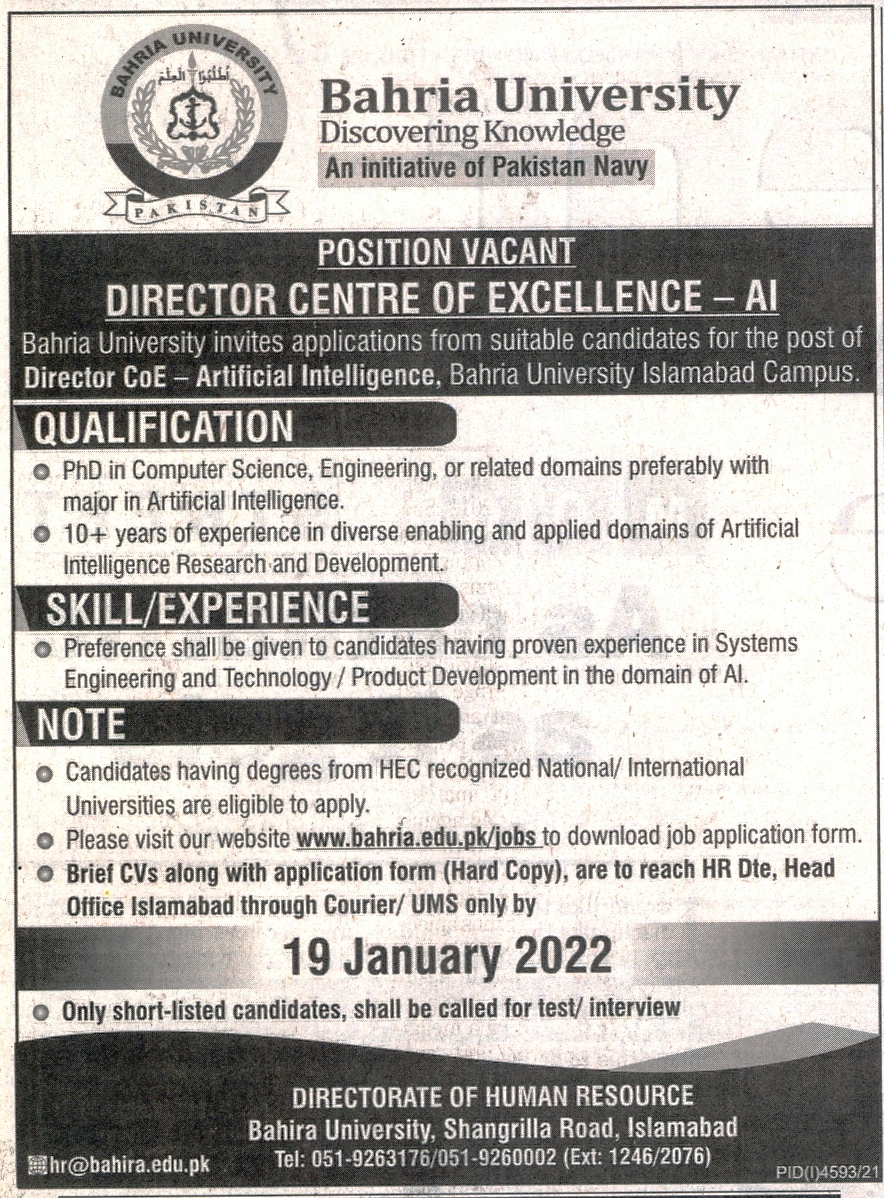 BAHRIA UNIVERSITY
اُطْلُبُوا الْعِلْمَ
PAKISTAN
Bahria University
Discovering Knowledge
An initiative of Pakistan Navy
POSITION VACANT
DIRECTOR CENTRE OF EXCELLENCE – AI
Bahria University invites applications from suitable candidates for the post of
Director CoE – Artificial Intelligence, Bahria University Islamabad Campus.
QUALIFICATION
PhD in Computer Science, Engineering, or related domains preferably with
major in Artificial Intelligence.
10+ years of experience in diverse enabling and applied domains of Artificial
Intelligence Research and Development.
SKILL/EXPERIENCE
Preference shall be given to candidates having proven experience in Systems
Engineering and Technology / Product Development in the domain of AI.
NOTE
Candidates having degrees from HEC recognized National/ International
Universities are eligible to apply.
Please visit our website www.bahria.edu.pk/jobs to download job application form.
Brief CVs along with application form (Hard Copy), are to reach HR Dte, Head
Office Islamabad through Courier/ UMS only by
19 January 2022
Only short-listed candidates, shall be called for test/ interview
DIRECTORATE OF HUMAN RESOURCE
Bahira University, Shangrilla Road, Islamabad
hr@bahira.edu.pk Tel: 051-9263176/051-9260002 (Ext: 1246/2076)
PID(I)4593/21